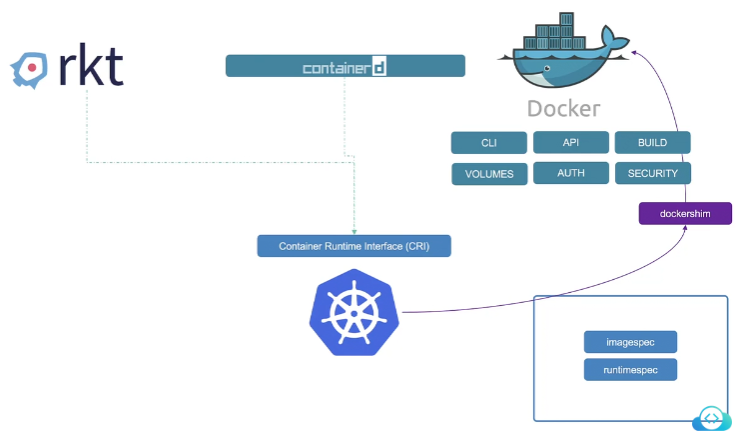 rkt
containerd
Docker
CLI
API
BUILD
VOLUMES
AUTH
SECURITY
dockershim
Container Runtime Interface (CRI)
imagespec
runtimespec